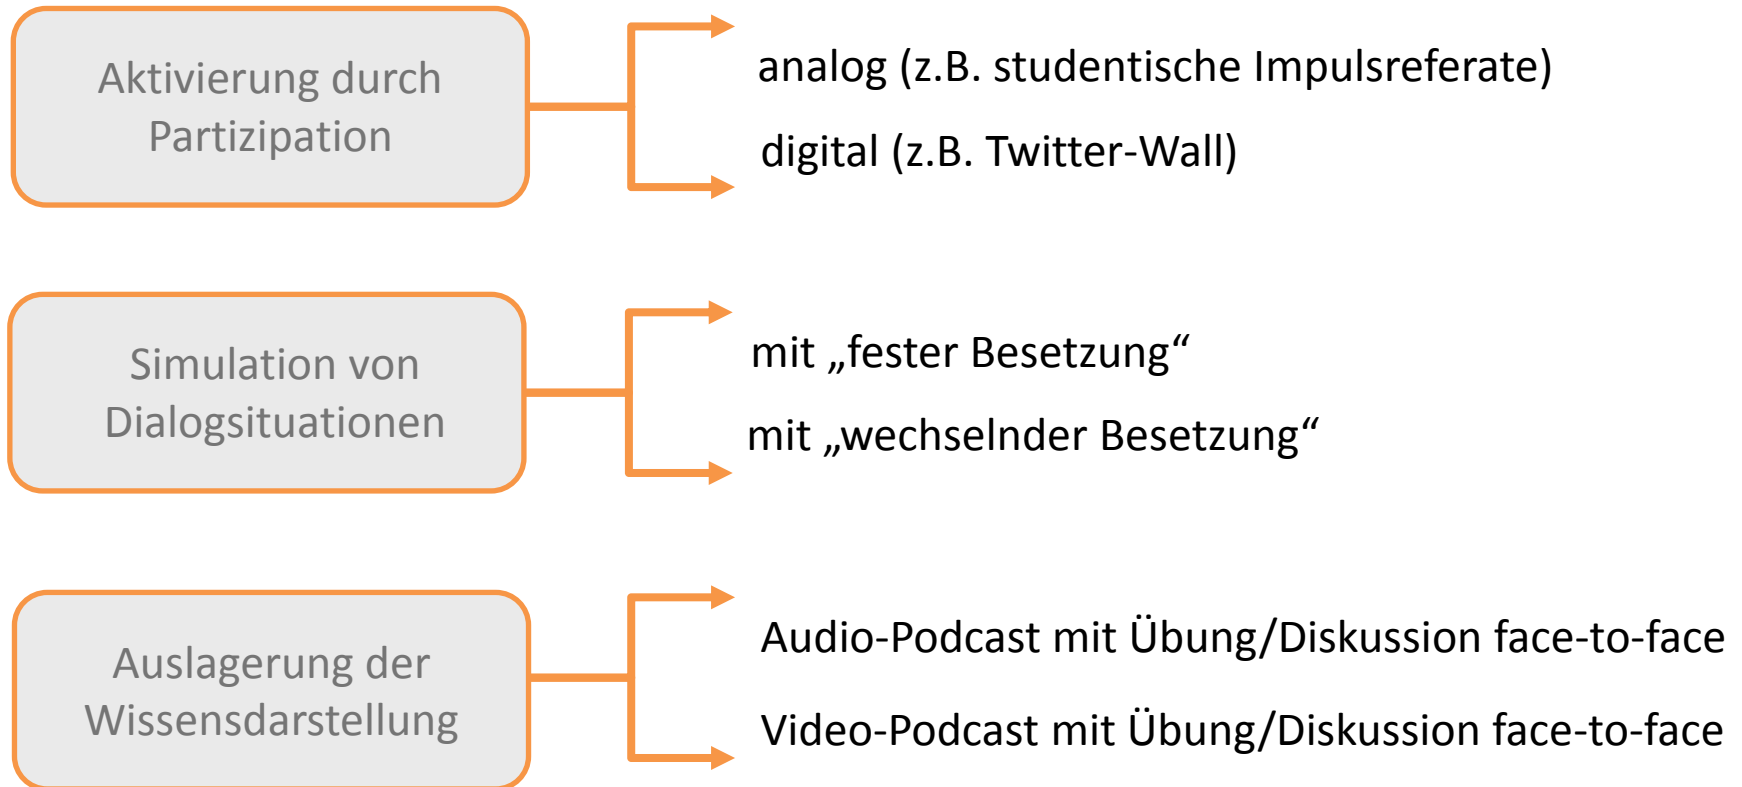 Aktivierung durch
Partizipation
analog (z.B. studentische Impulsreferate)
digital (z.B. Twitter-Wall)
Simulation von
Dialogsituationen
mit „fester Besetzung“
mit „wechselnder Besetzung“
Auslagerung der
Wissensdarstellung
Audio-Podcast mit Übung/Diskussion face-to-face
Video-Podcast mit Übung/Diskussion face-to-face